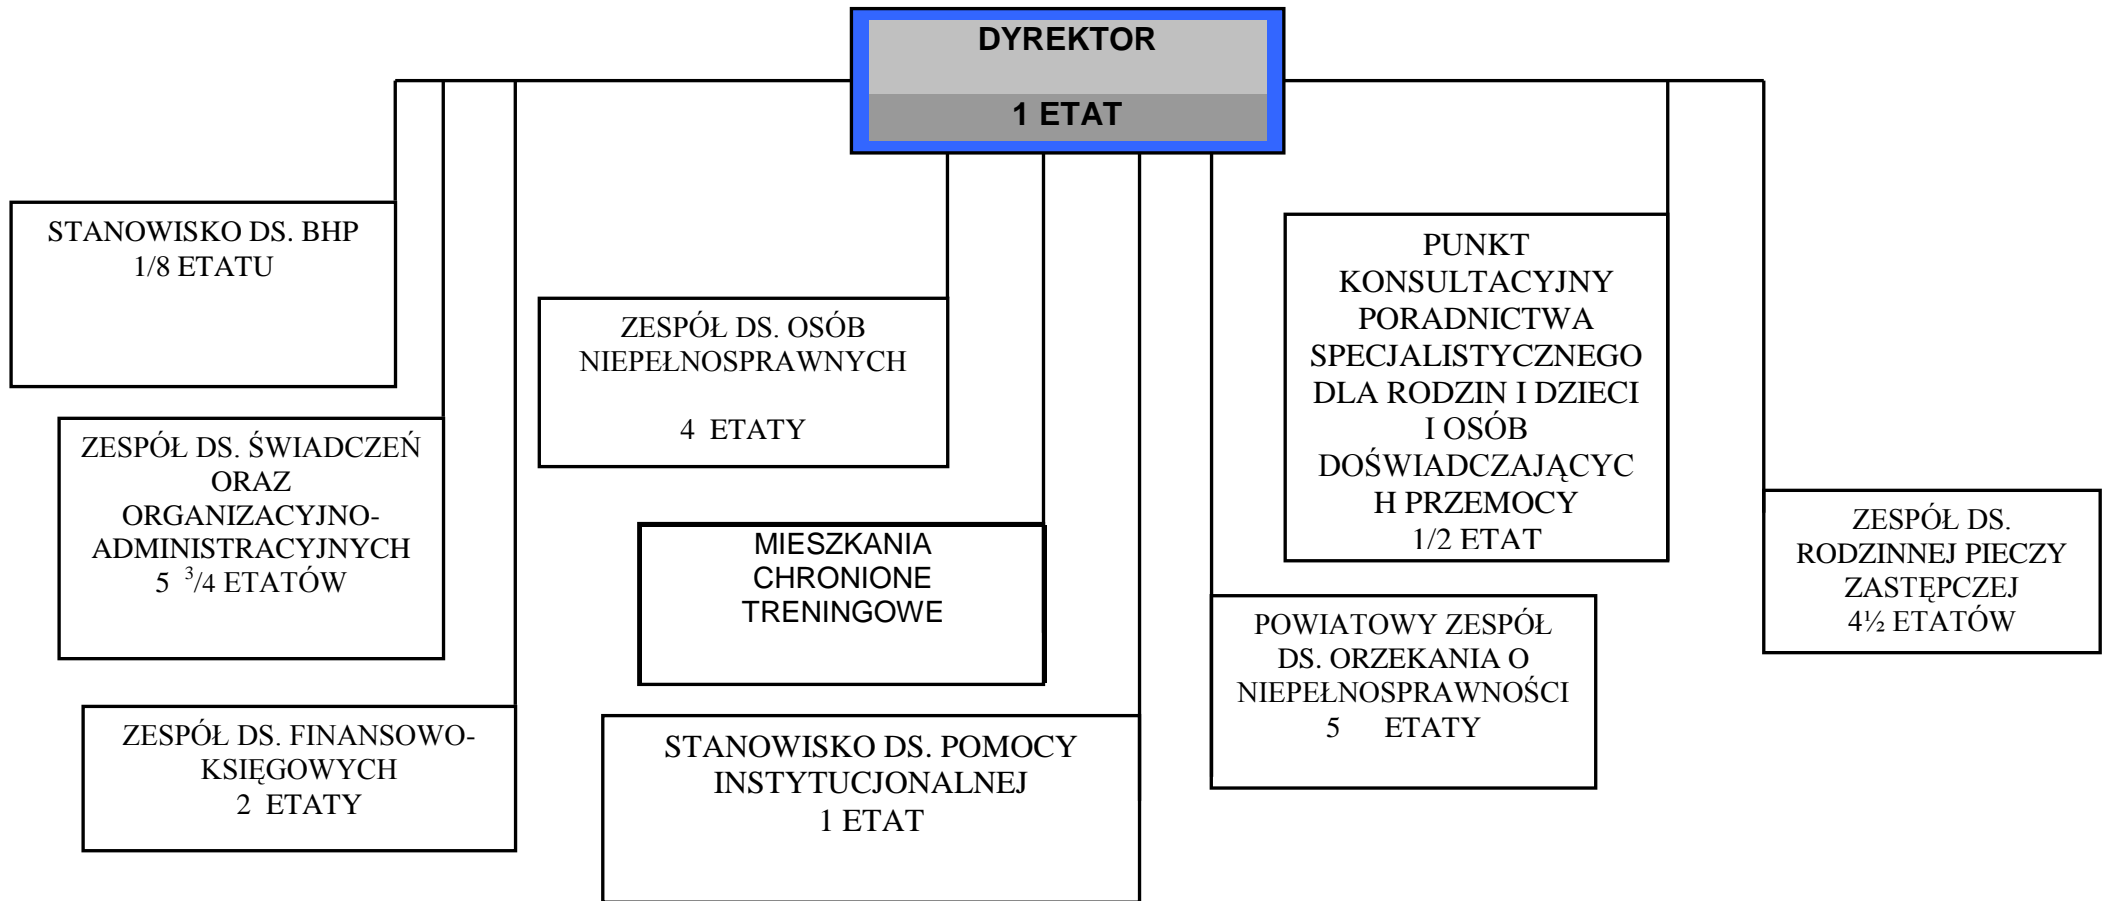 DYREKTOR
1 ETAT
STANOWISKO DS. BHP
1/8 ETATU
ZESPÓŁ DS. ŚWIADCZEŃ
ORAZ
ORGANIZACYJNO-
ADMINISTRACYJNYCH
5 3/4 ETATÓW
ZESPÓŁ DS. FINANSOWO-
KSIĘGOWYCH
2 ETATY
ZESPÓŁ DS. OSÓB
NIEPEŁNOSPRAWNYCH
4 ETATY
MIESZKANIA
CHRONIONE
TRENINGOWE
STANOWISKO DS. POMOCY
INSTYTUCJONALNEJ
1 ETAT
POWIATOWY ZESPÓŁ
DS. ORZEKANIA O
NIEPEŁNOSPRAWNOŚCI
5 ETATY
PUNKT
KONSULTACYJNY
PORADNICTWA
SPECJALISTYCZNEGO
DLA RODZIN I DZIECI
I OSÓB
DOŚWIADCZAJĄCYC
H PRZEMOCY
1/2 ETAT
ZESPÓŁ DS.
RODZINNEJ PIECZY
ZASTĘPCZEJ
4½ ETATÓW